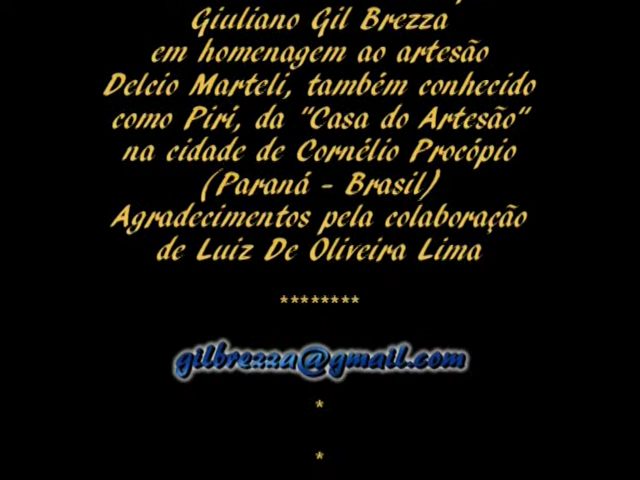 Giuliano Gil Brezza
em homenagem ao artesão
Delcio Marteli, também conhecido
como Piri, da "Casa do Artesão"
na cidade de Cornélio Procópio
(Paraná - Brasil)
Agradecimentos pela colaboração
de Luiz De Oliveira Lima
********
gilbrezza@gmail.com
*
*